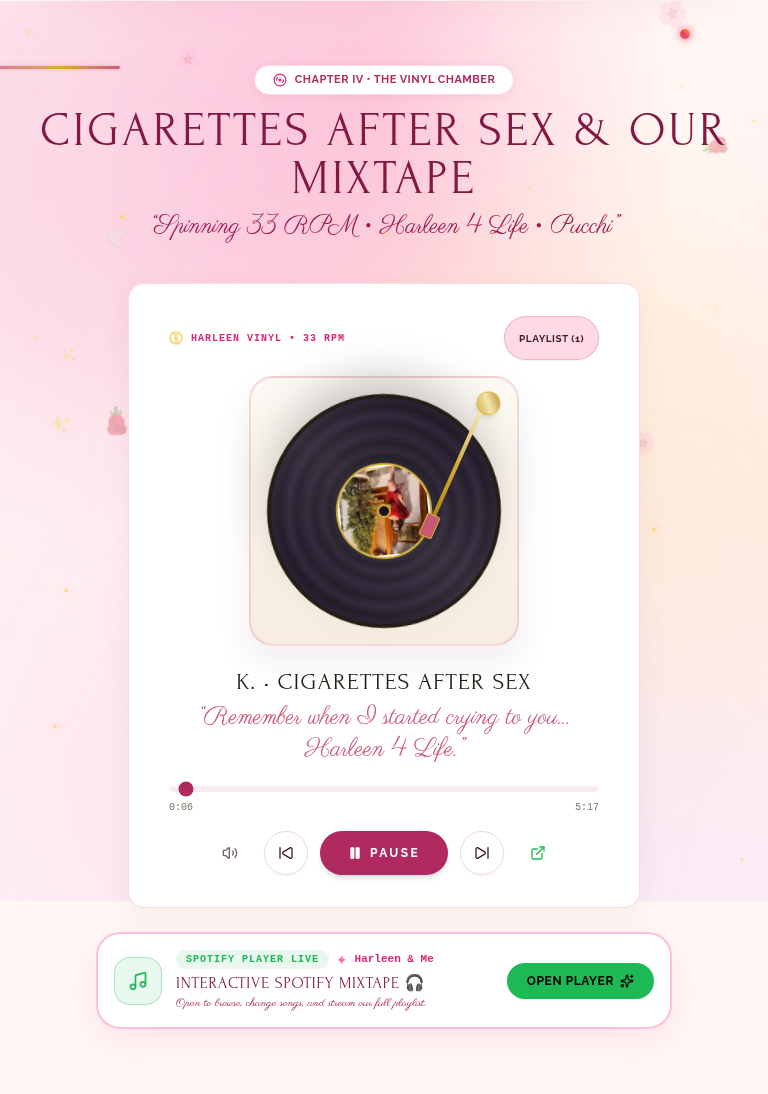 CHAPTER IV • THE VINYL CHAMBER
CIGARETTES AFTER SEX & OUR
MIXTAPE
“Spinning 33 RPM • Harleen 4 Life • Pucchi”
HARLEEN VINYL • 33 RPM
PLAYLIST (1)
K. · CIGARETTES AFTER SEX
“Remember when I started crying to you...
Harleen 4 Life.”
0:06
5:17
PAUSE
SPOTIFY PLAYER LIVE ✦ Harleen & Me
INTERACTIVE SPOTIFY MIXTAPE 🎧
Open to browse, change songs, and stream our full playlist.
OPEN PLAYER